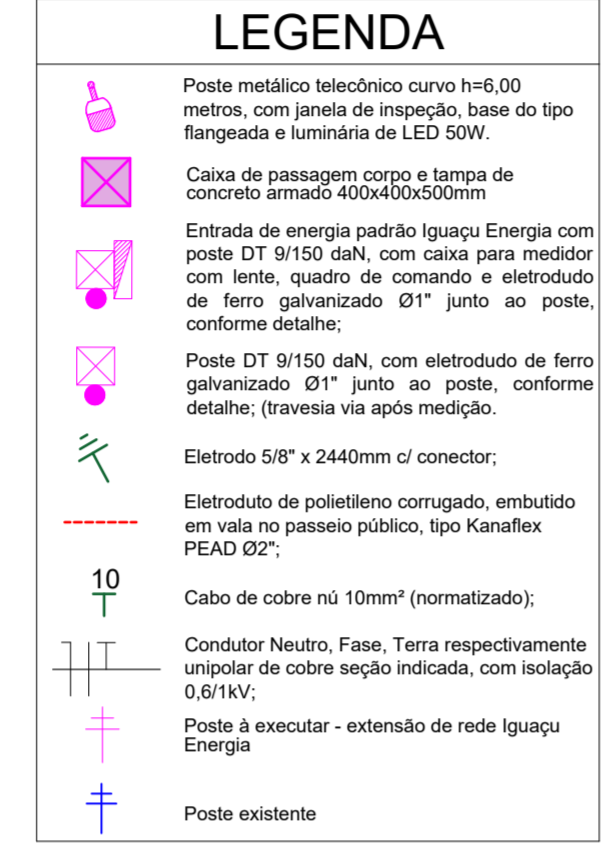 LEGENDA
Poste metálico telecônico curvo h=6,00
metros, com janela de inspeção, base do tipo
flangeada e luminária de LED 50W.
Caixa de passagem corpo e tampa de
concreto armado 400x400x500mm
Entrada de energia padrão Iguaçu Energia com
poste DT 9/150 daN, com caixa para medidor
com lente, quadro de comando e eletrodudo
de ferro galvanizado Ø1" junto ao poste,
conforme detalhe;
Poste DT 9/150 daN, com eletrodudo de ferro
galvanizado Ø1" junto ao poste, conforme
detalhe; (travesia via após medição.
Eletrodo 5/8" x 2440mm c/ conector;
Eletroduto de polietileno corrugado, embutido
em vala no passeio público, tipo Kanaflex
PEAD Ø2";
10
Cabo de cobre nú 10mm² (normatizado);
Condutor Neutro, Fase, Terra respectivamente
unipolar de cobre seção indicada, com isolação
0,6/1kV;
Poste à executar - extensão de rede Iguaçu
Energia
Poste existente